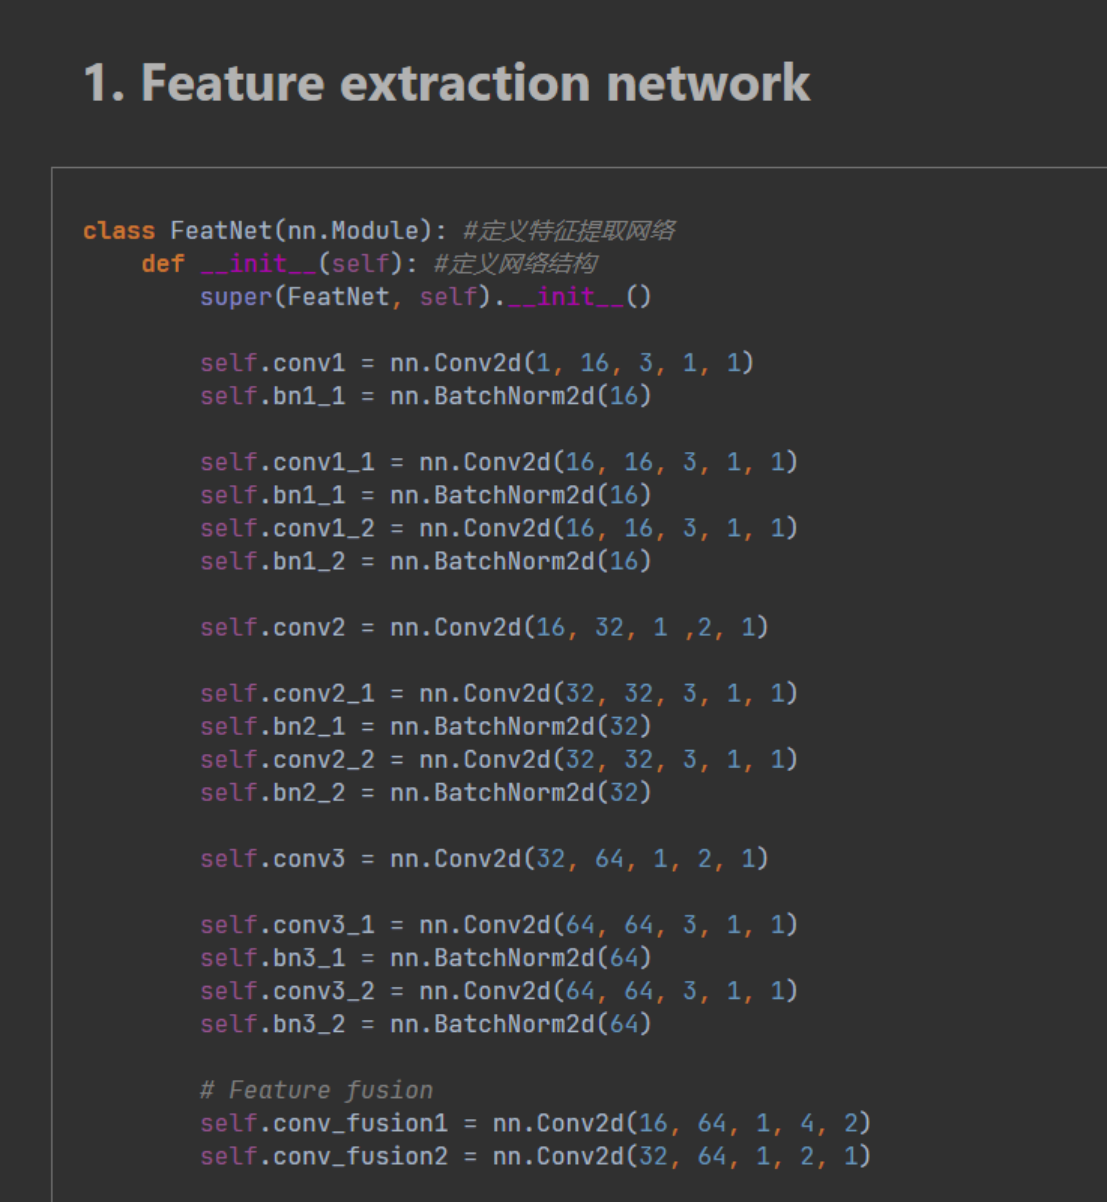 1. Feature extraction network
class FeatNet(nn.Module): #定义特征提取网络
def __init__(self): #定义网络结构
super(FeatNet, self).__init__()
self.conv1 = nn.Conv2d(1, 16, 3, 1, 1)
self.bn1_1 = nn.BatchNorm2d(16)
self.conv1_1 = nn.Conv2d(16, 16, 3, 1, 1)
self.bn1_1 = nn.BatchNorm2d(16)
self.conv1_2 = nn.Conv2d(16, 16, 3, 1, 1)
self.bn1_2 = nn.BatchNorm2d(16)
self.conv2 = nn.Conv2d(16, 32, 1 ,2, 1)
self.conv2_1 = nn.Conv2d(32, 32, 3, 1, 1)
self.bn2_1 = nn.BatchNorm2d(32)
self.conv2_2 = nn.Conv2d(32, 32, 3, 1, 1)
self.bn2_2 = nn.BatchNorm2d(32)
self.conv3 = nn.Conv2d(32, 64, 1, 2, 1)
self.conv3_1 = nn.Conv2d(64, 64, 3, 1, 1)
self.bn3_1 = nn.BatchNorm2d(64)
self.conv3_2 = nn.Conv2d(64, 64, 3, 1, 1)
self.bn3_2 = nn.BatchNorm2d(64)
# Feature fusion
self.conv_fusion1 = nn.Conv2d(16, 64, 1, 4, 2)
self.conv_fusion2 = nn.Conv2d(32, 64, 1, 2, 1)